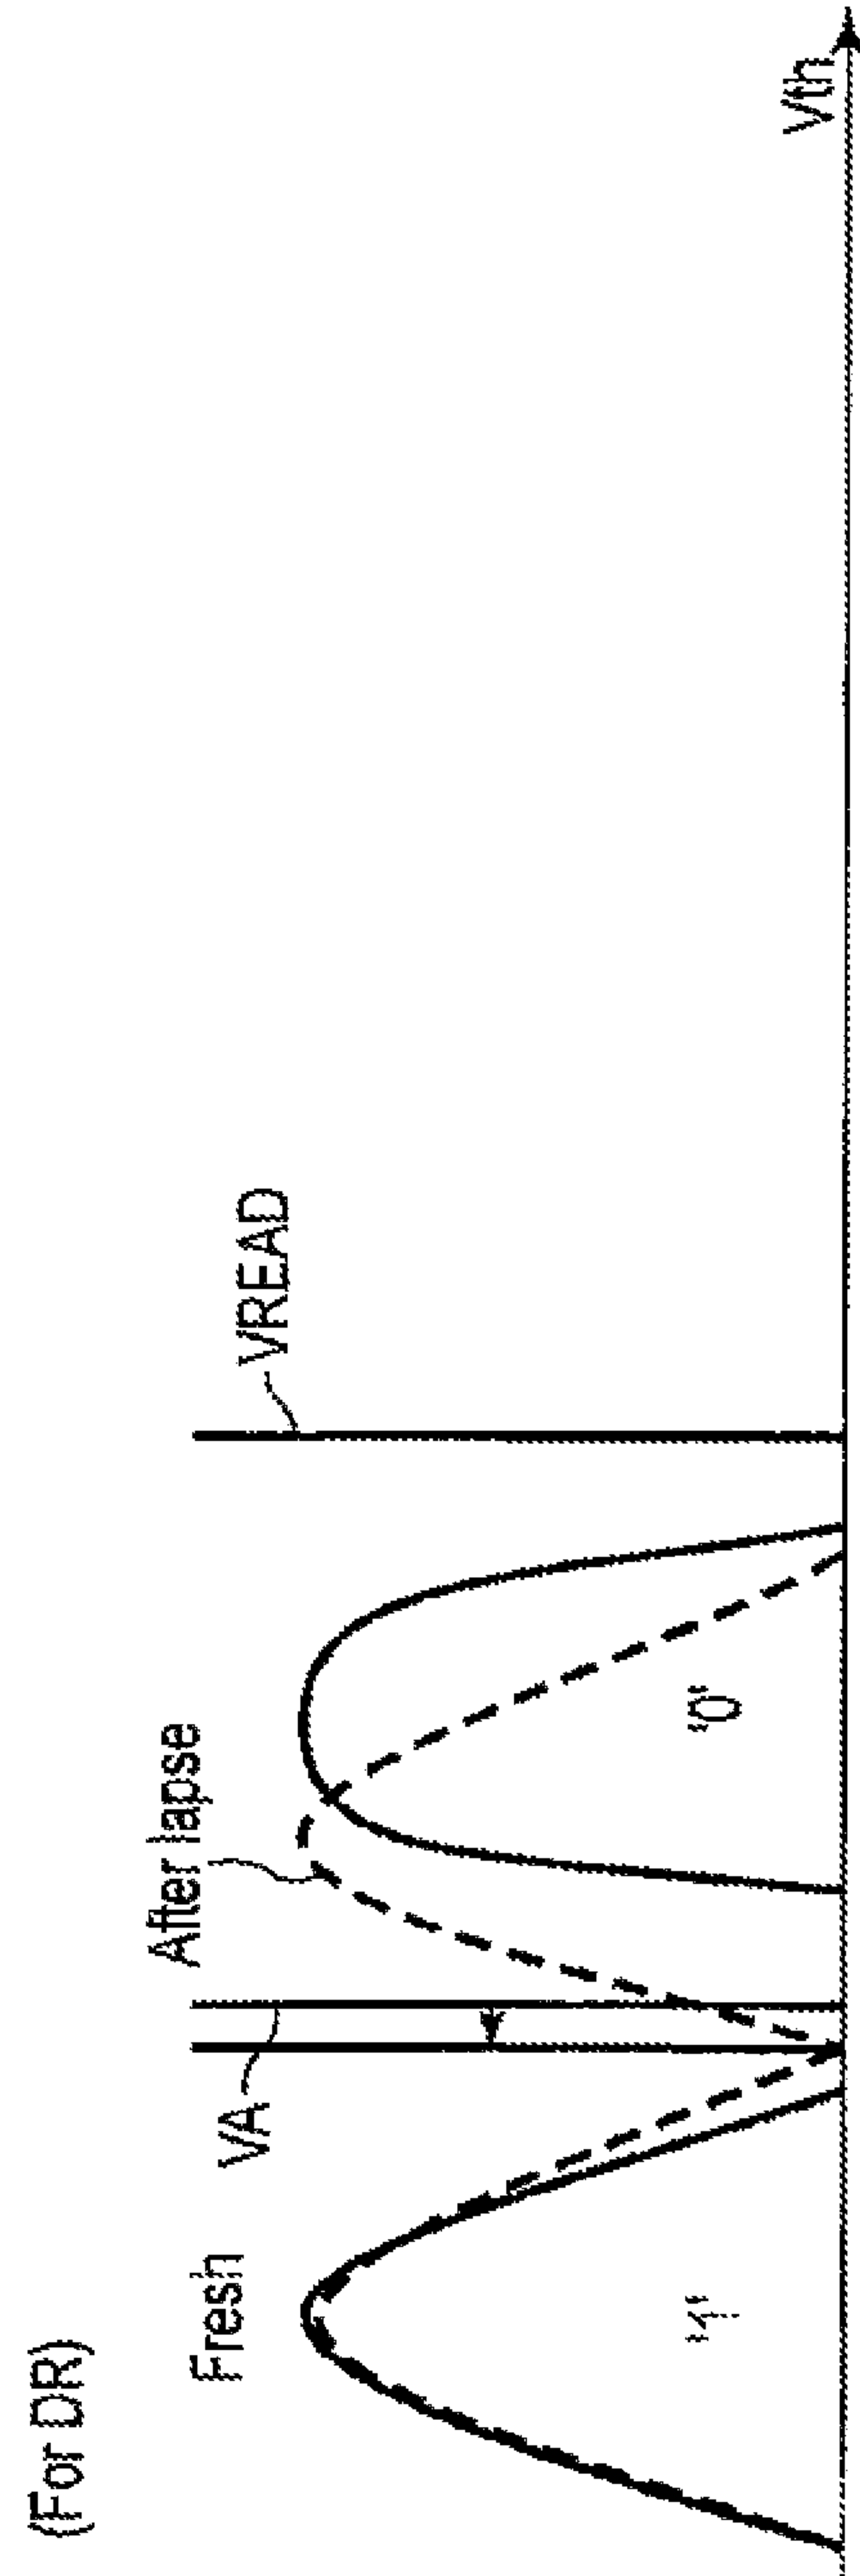 (For DR)
Fresh
VA
After lapse
VREAD
'1'
'0'
Vth